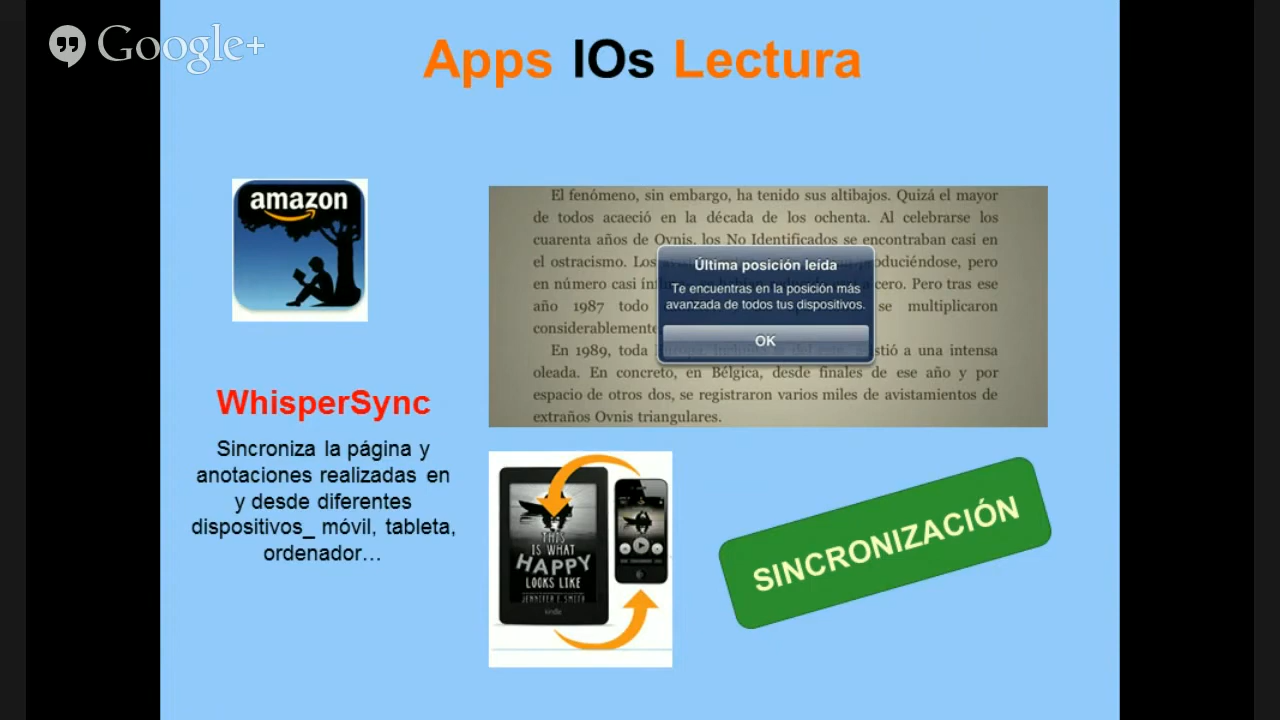 Google+
Apps IOs Lectura
amazon
El fenómeno, sin embargo, ha tenido sus altibajos. Quizá el mayor
de todos acaeció en la década de los ochenta. Al celebrarse los
cuarenta años de Ovnis, los No Identificados se encontraban casi en
el ostracismo. Los produciéndose, pero
en número casi cero. Pero tras ese
año 1987 todo se multiplicaron
considerablemente
En 1989, toda a una intensa
oleada. En concreto, en Bélgica, desde finales de ese año y por
espacio de otros dos, se registraron varios miles de avistamientos de
extraños Ovnis triangulares.
Última posición leída
Te encuentras en la posición más
avanzada de todos tus dispositivos.
OK
WhisperSync
Sincroniza la página y
anotaciones realizadas en
y desde diferentes
dispositivos_ móvil, tableta,
ordenador…
THIS
IS WHAT
HAPPY
LOOKS LIKE
JENNIFER E. SMITH
kindle
SINCRONIZACIÓN